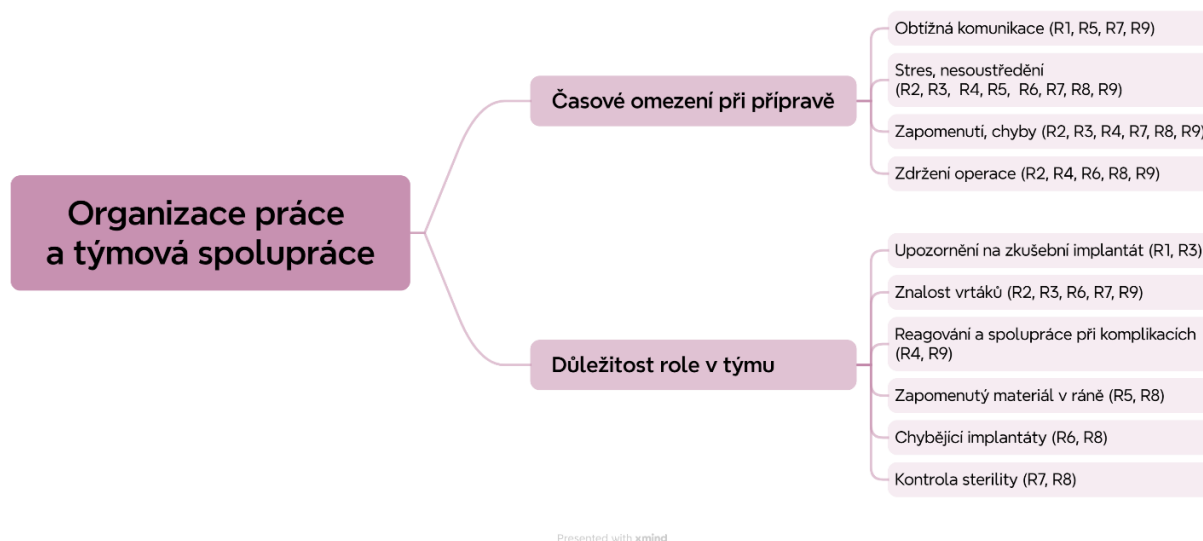 Organizace práce
a týmová spolupráce
Časové omezení při přípravě
Obtížná komunikace (R1, R5, R7, R9)
Stres, nesoustředění
(R2, R3, R4, R5, R6, R7, R8, R9)
Zapomenutí, chyby (R2, R3, R4, R7, R8, R9)
Zdržení operace (R2, R4, R6, R8, R9)
Důležitost role v týmu
Upozornění na zkušební implantát (R1, R3)
Znalost vrtáků (R2, R3, R6, R7, R9)
Reagování a spolupráce při komplikacích
(R4, R9)
Zapomenutý materiál v ráně (R5, R8)
Chybějící implantáty (R6, R8)
Kontrola sterility (R7, R8)
Presented with xmind